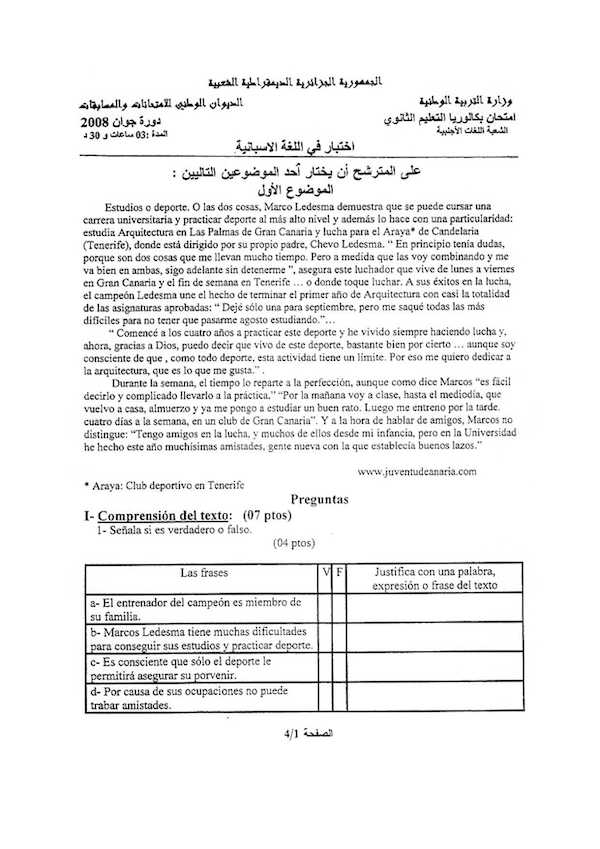 الجمهورية الجزائرية الديمقراطية الشعبية
وزارة التربية الوطنية
الديوان الوطني للامتحانات والمسابقات
امتحان بكالوريا التعليم الثانوي
دورة جوان 2008
الشعبة اللغات الأجنبية
المدة :03 ساعات و 30 د
اختبار في اللغة الاسبانية
على المترشح أن يختار أحد الموضوعين التاليين :
الموضوع الأول
Estudios o deporte. O las dos cosas, Marco Ledesma demuestra que se puede cursar una
carrera universitaria y practicar deporte al más alto nivel y además lo hace con una particularidad:
estudia Arquitectura en Las Palmas de Gran Canaria y lucha para el Araya* de Candelaria
(Tenerife), donde está dirigido por su propio padre, Chevo Ledesma. “ En principio tenía dudas,
porque son dos cosas que me llevan mucho tiempo. Pero a medida que las voy combinando y me
va bien en ambas, sigo adelante sin detenerme ”, asegura este luchador que vive de lunes a viernes
en Gran Canaria y el fin de semana en Tenerife … o donde toque luchar. A sus éxitos en la lucha,
el campeón Ledesma une el hecho de terminar el primer año de Arquitectura con casi la totalidad
de las asignaturas aprobadas: “ Dejé sólo una para septiembre, pero me saqué todas las más
difíciles para no tener que pasarme agosto estudiando.”…
“ Comencé a los cuatro años a practicar este deporte y he vivido siempre haciendo lucha y,
ahora, gracias a Dios, puedo decir que vivo de este deporte, bastante bien por cierto … aunque soy
consciente de que , como todo deporte, esta actividad tiene un límite. Por eso me quiero dedicar a
la arquitectura, que es lo que me gusta.” .
Durante la semana, el tiempo lo reparte a la perfección, aunque como dice Marcos “es fácil
decirlo y complicado llevarlo a la práctica.” “Por la mañana voy a clase, hasta el mediodía, que
vuelvo a casa, almuerzo y ya me pongo a estudiar un buen rato. Luego me entreno por la tarde.
cuatro días a la semana, en un club de Gran Canaria”. Y a la hora de hablar de amigos, Marcos no
distingue: “Tengo amigos en la lucha, y muchos de ellos desde mi infancia, pero en la Universidad
he hecho este año muchísimas amistades, gente nueva con la que establecía buenos lazos.”
www.juventudeanaria.com
* Araya: Club deportivo en Tenerife
Preguntas
I- Comprensión del texto: (07 ptos)
1- Señala si es verdadero o falso.
(04 ptos)
Las frases V F Justifica con una palabra,
expresión o frase del texto
a- El entrenador del campeón es miembro de
su familia.
b- Marcos Ledesma tiene muchas dificultades
para conseguir sus estudios y practicar deporte.
c- Es consciente que sólo el deporte le
permitirá asegurar su porvenir.
d- Por causa de sus ocupaciones no puede
trabar amistades.
الصفحة 4/1